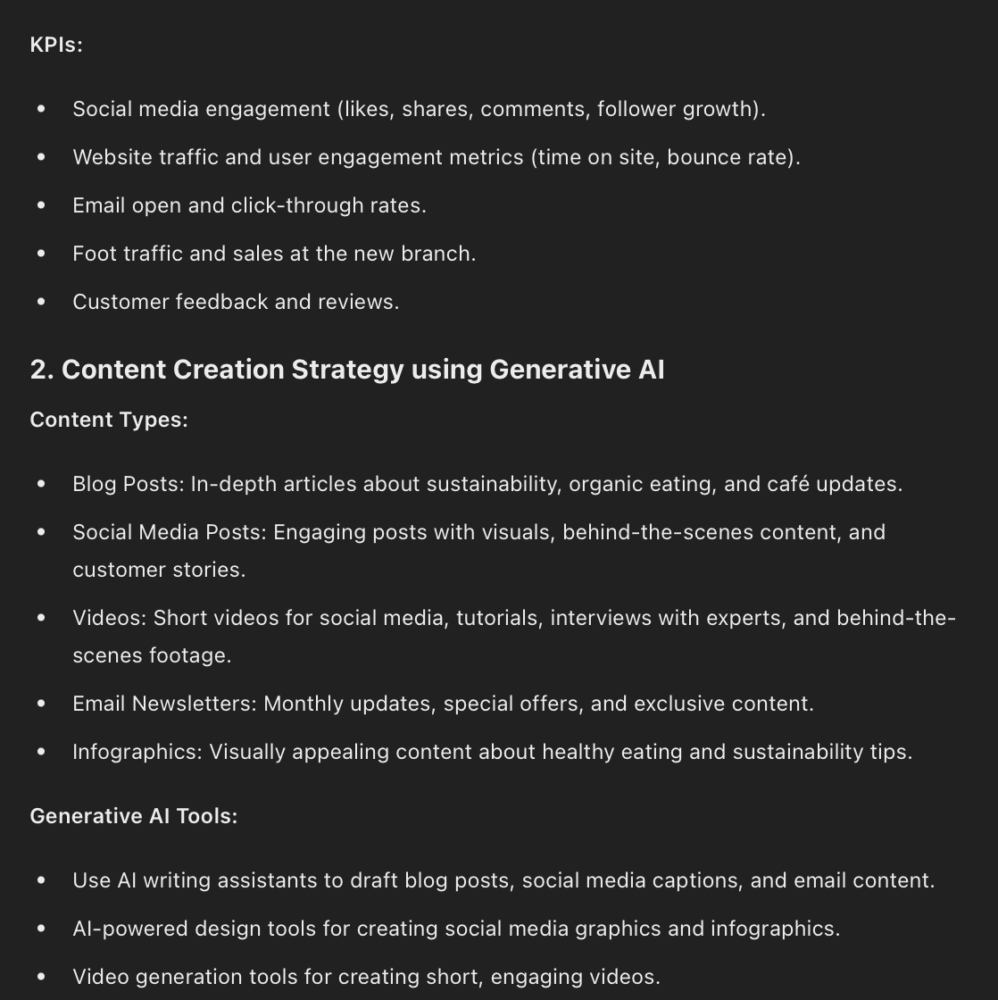 KPIs:
• Social media engagement (likes, shares, comments, follower growth).
• Website traffic and user engagement metrics (time on site, bounce rate).
• Email open and click-through rates.
• Foot traffic and sales at the new branch.
• Customer feedback and reviews.
2. Content Creation Strategy using Generative AI
Content Types:
• Blog Posts: In-depth articles about sustainability, organic eating, and café updates.
• Social Media Posts: Engaging posts with visuals, behind-the-scenes content, and
customer stories.
• Videos: Short videos for social media, tutorials, interviews with experts, and behind-the-
scenes footage.
• Email Newsletters: Monthly updates, special offers, and exclusive content.
• Infographics: Visually appealing content about healthy eating and sustainability tips.
Generative AI Tools:
• Use AI writing assistants to draft blog posts, social media captions, and email content.
• AI-powered design tools for creating social media graphics and infographics.
• Video generation tools for creating short, engaging videos.